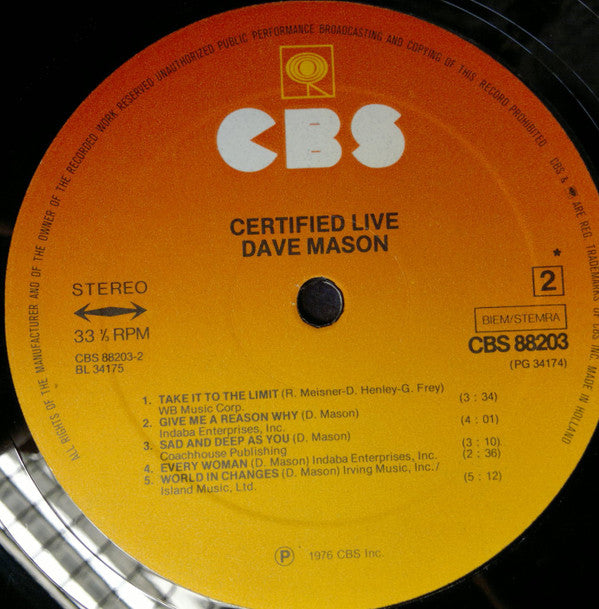 ALL RIGHTS OF THE MANUFACTURER AND OF THE OWNER OF THE RECORDED WORK RESERVED UNAUTHORIZED PUBLIC PERFORMANCE BROADCASTING AND COPYING OF THIS RECORD PROHIBITED CBS & ARE REG. TRADEMARKS OF CBS INC. MADE IN HOLLAND
CBS
CERTIFIED LIVE
DAVE MASON
STEREO
33 ⅓ RPM
CBS 88203-2
BL 34175
*
2
BIEM/STEMRA
CBS 88203
(PG 34174)
1. TAKE IT TO THE LIMIT (R. Meisner-D. Henley-G. Frey) (3 : 34)
WB Music Corp.
2. GIVE ME A REASON WHY (D. Mason) (4 : 01)
Indaba Enterprises, Inc.
3. SAD AND DEEP AS YOU (D. Mason) (3 : 10)
Coachhouse Publishing
4. EVERY WOMAN (D. Mason) Indaba Enterprises, Inc. (2 : 36)
5. WORLD IN CHANGES (D. Mason) Irving Music, Inc./ (5 : 12)
Island Music, Ltd.
Ⓟ 1976 CBS Inc.